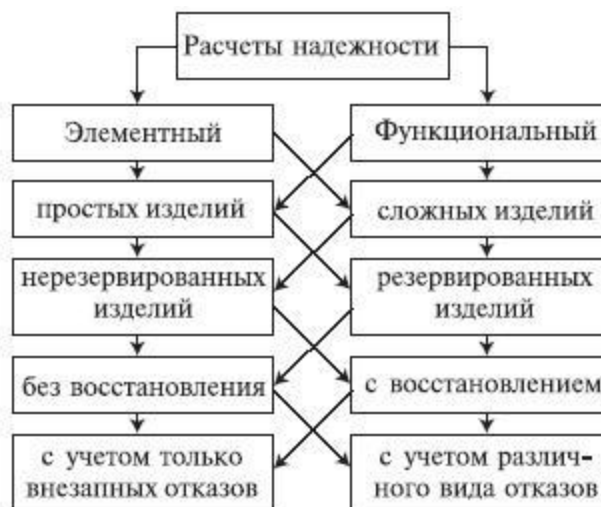 Расчеты надежности
Элементный
Функциональный
простых изделий
сложных изделий
нерезервированных
изделий
резервированных
изделий
без восстановления
с восстановлением
с учетом только
внезапных отказов
с учетом различ-
ного вида отказов